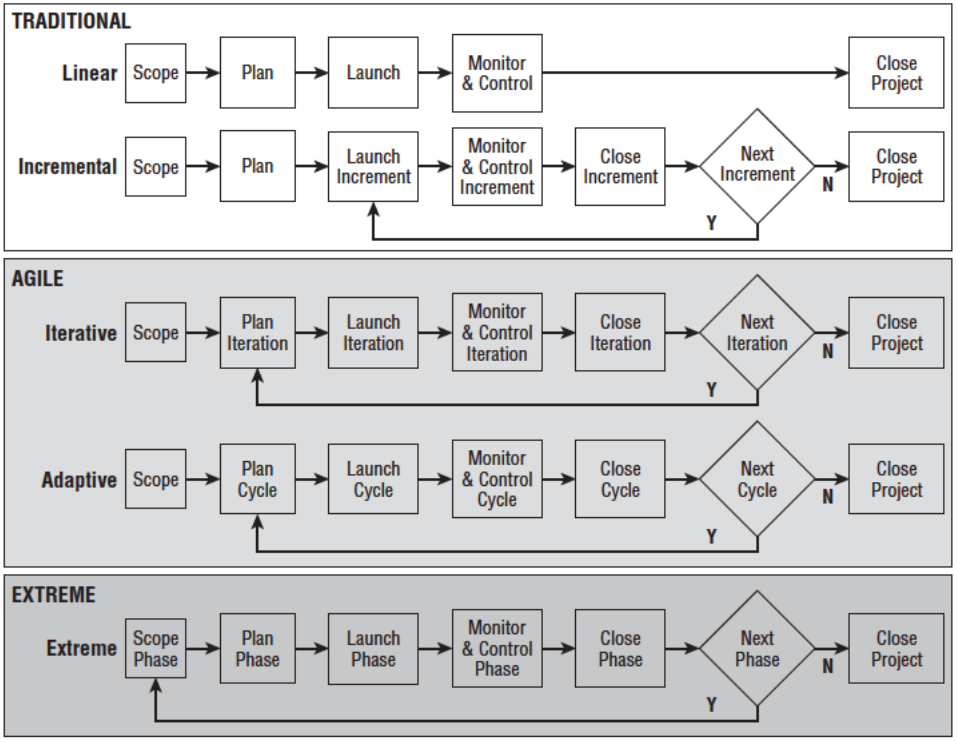 TRADITIONAL
Linear
Scope
Plan
Launch
Monitor
& Control
Close
Project
Incremental
Scope
Plan
Launch
Increment
Monitor
& Control
Increment
Close
Increment
Next
Increment
N
Close
Project
Y
AGILE
Iterative
Scope
Plan
Iteration
Launch
Iteration
Monitor
& Control
Iteration
Close
Iteration
Next
Iteration
N
Close
Project
Y
Adaptive
Scope
Plan
Cycle
Launch
Cycle
Monitor
& Control
Cycle
Close
Cycle
Next
Cycle
N
Close
Project
Y
EXTREME
Extreme
Scope
Phase
Plan
Phase
Launch
Phase
Monitor
& Control
Phase
Close
Phase
Next
Phase
N
Close
Project
Y